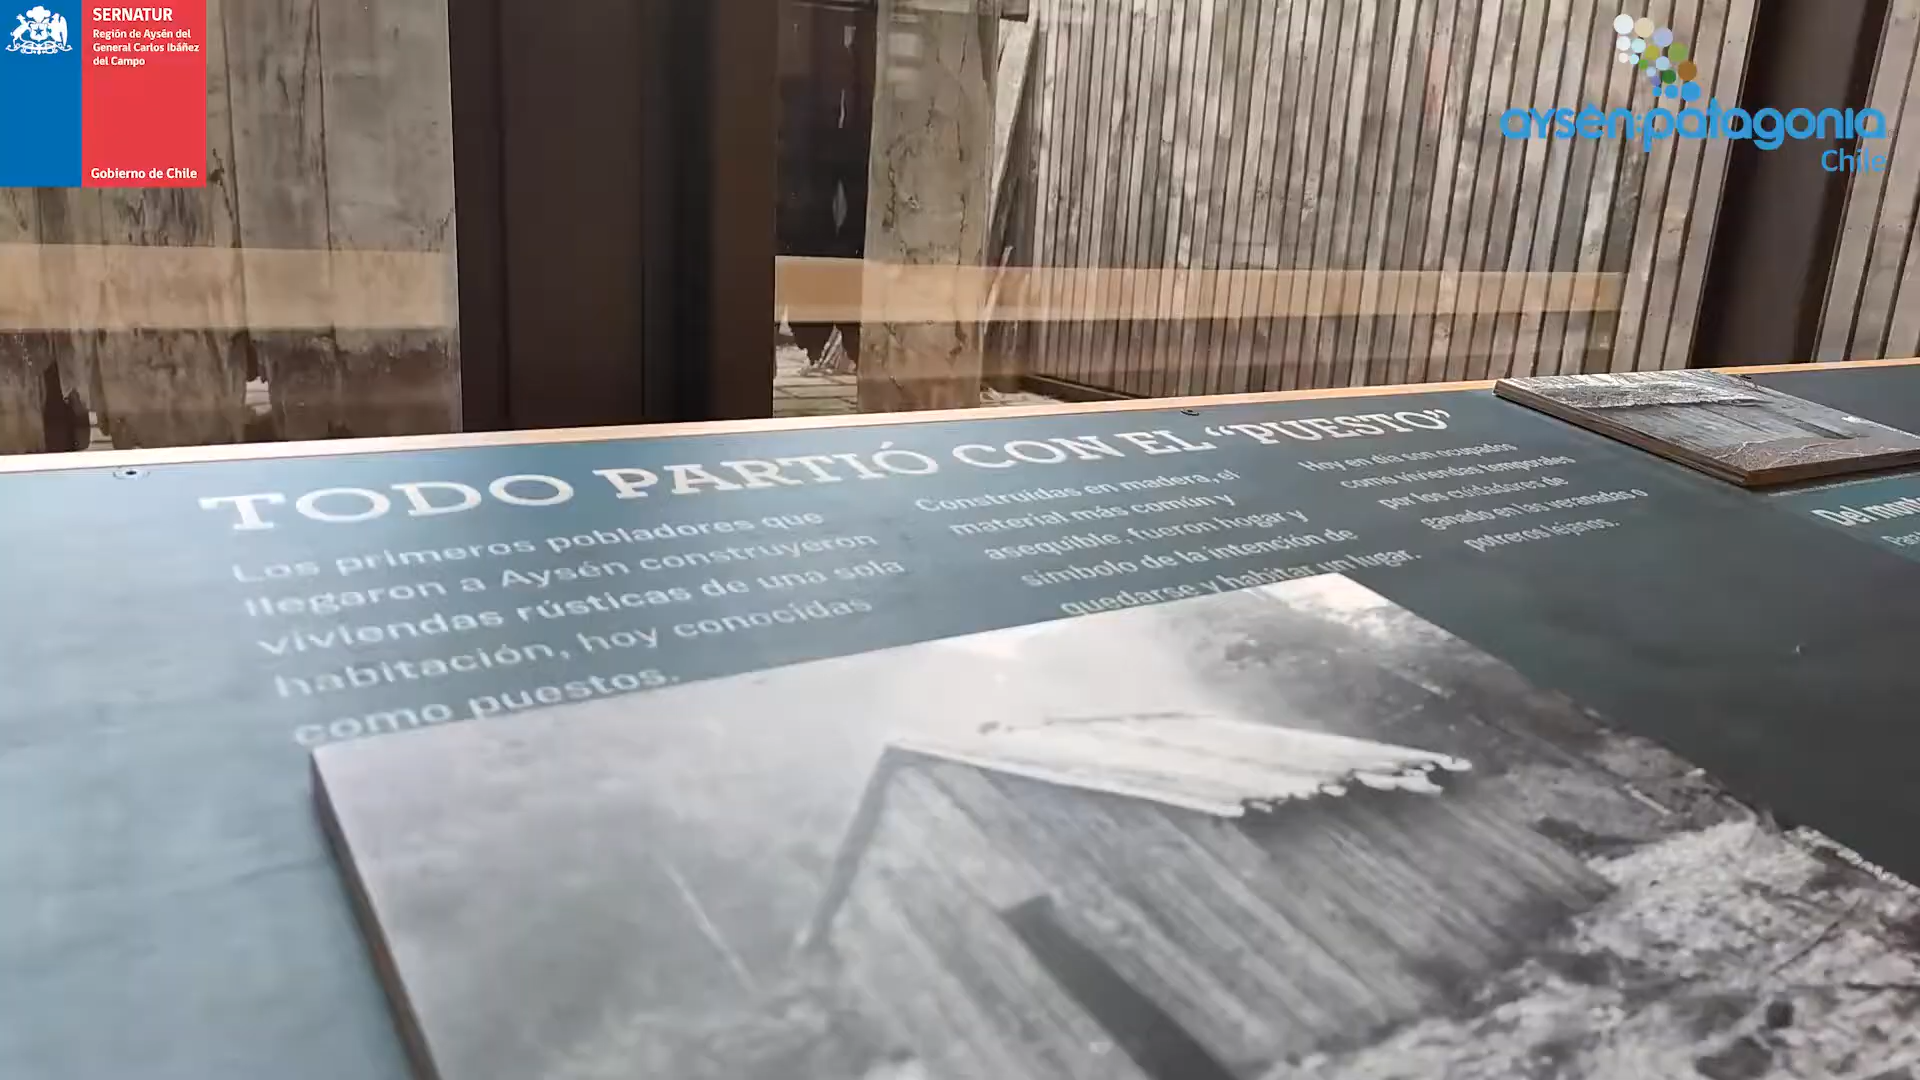 SERNATUR
Región de Aysén del
General Carlos Ibáñez
del Campo
Gobierno de Chile
aysén:patagonia
Chile
TODO PARTIÓ CON EL “PUESTO”
Los primeros pobladores que
llegaron a Aysén construyeron
viviendas rústicas de una sola
habitación, hoy conocidas
como puestos.
Construidas en madera, el
material más común y
asequible, fueron hogar y
símbolo de la intención de
quedarse y habitar un lugar.
Hoy en día son ocupados
como viviendas temporales
por los cuidadores de
ganado en las veranadas o
potreros lejanos.
Del